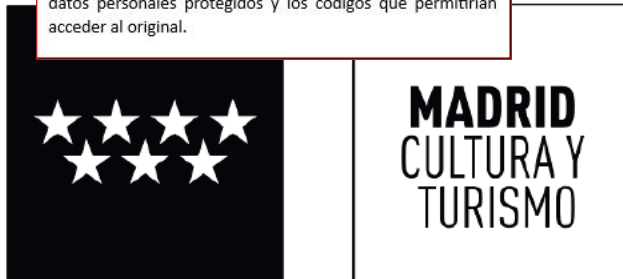 datos personales protegidos y los códigos que permitirían
acceder al original.
MADRID
CULTURA Y
TURISMO